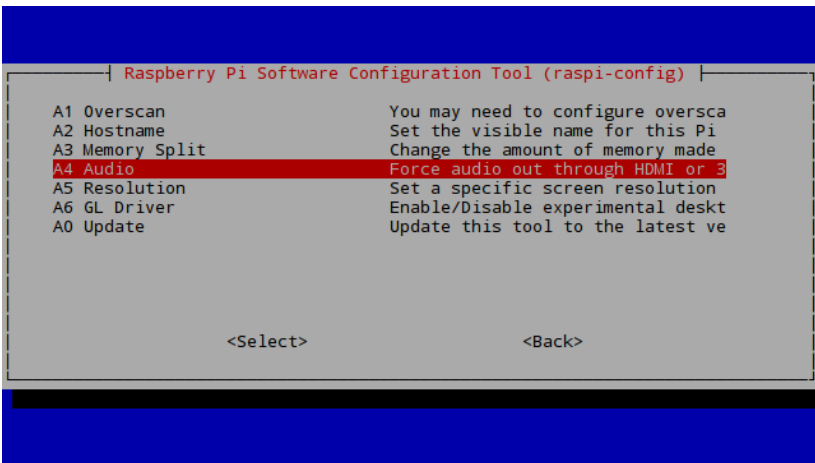 Raspberry Pi Software Configuration Tool (raspi-config)
A1 Overscan You may need to configure oversca
A2 Hostname Set the visible name for this Pi
A3 Memory Split Change the amount of memory made
A4 Audio Force audio out through HDMI or 3
A5 Resolution Set a specific screen resolution
A6 GL Driver Enable/Disable experimental deskt
A0 Update Update this tool to the latest ve
<Select> <Back>